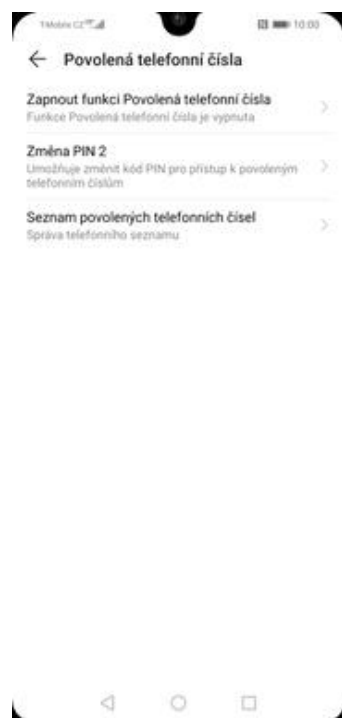 T-Mobile CZ 10:00
Povolená telefonní čísla
Zapnout funkci Povolená telefonní čísla
Funkce Povolená telefonní čísla je vypnuta
Změna PIN 2
Umožňuje změnit kód PIN pro přístup k povoleným
telefonním číslům
Seznam povolených telefonních čísel
Správa telefonního seznamu